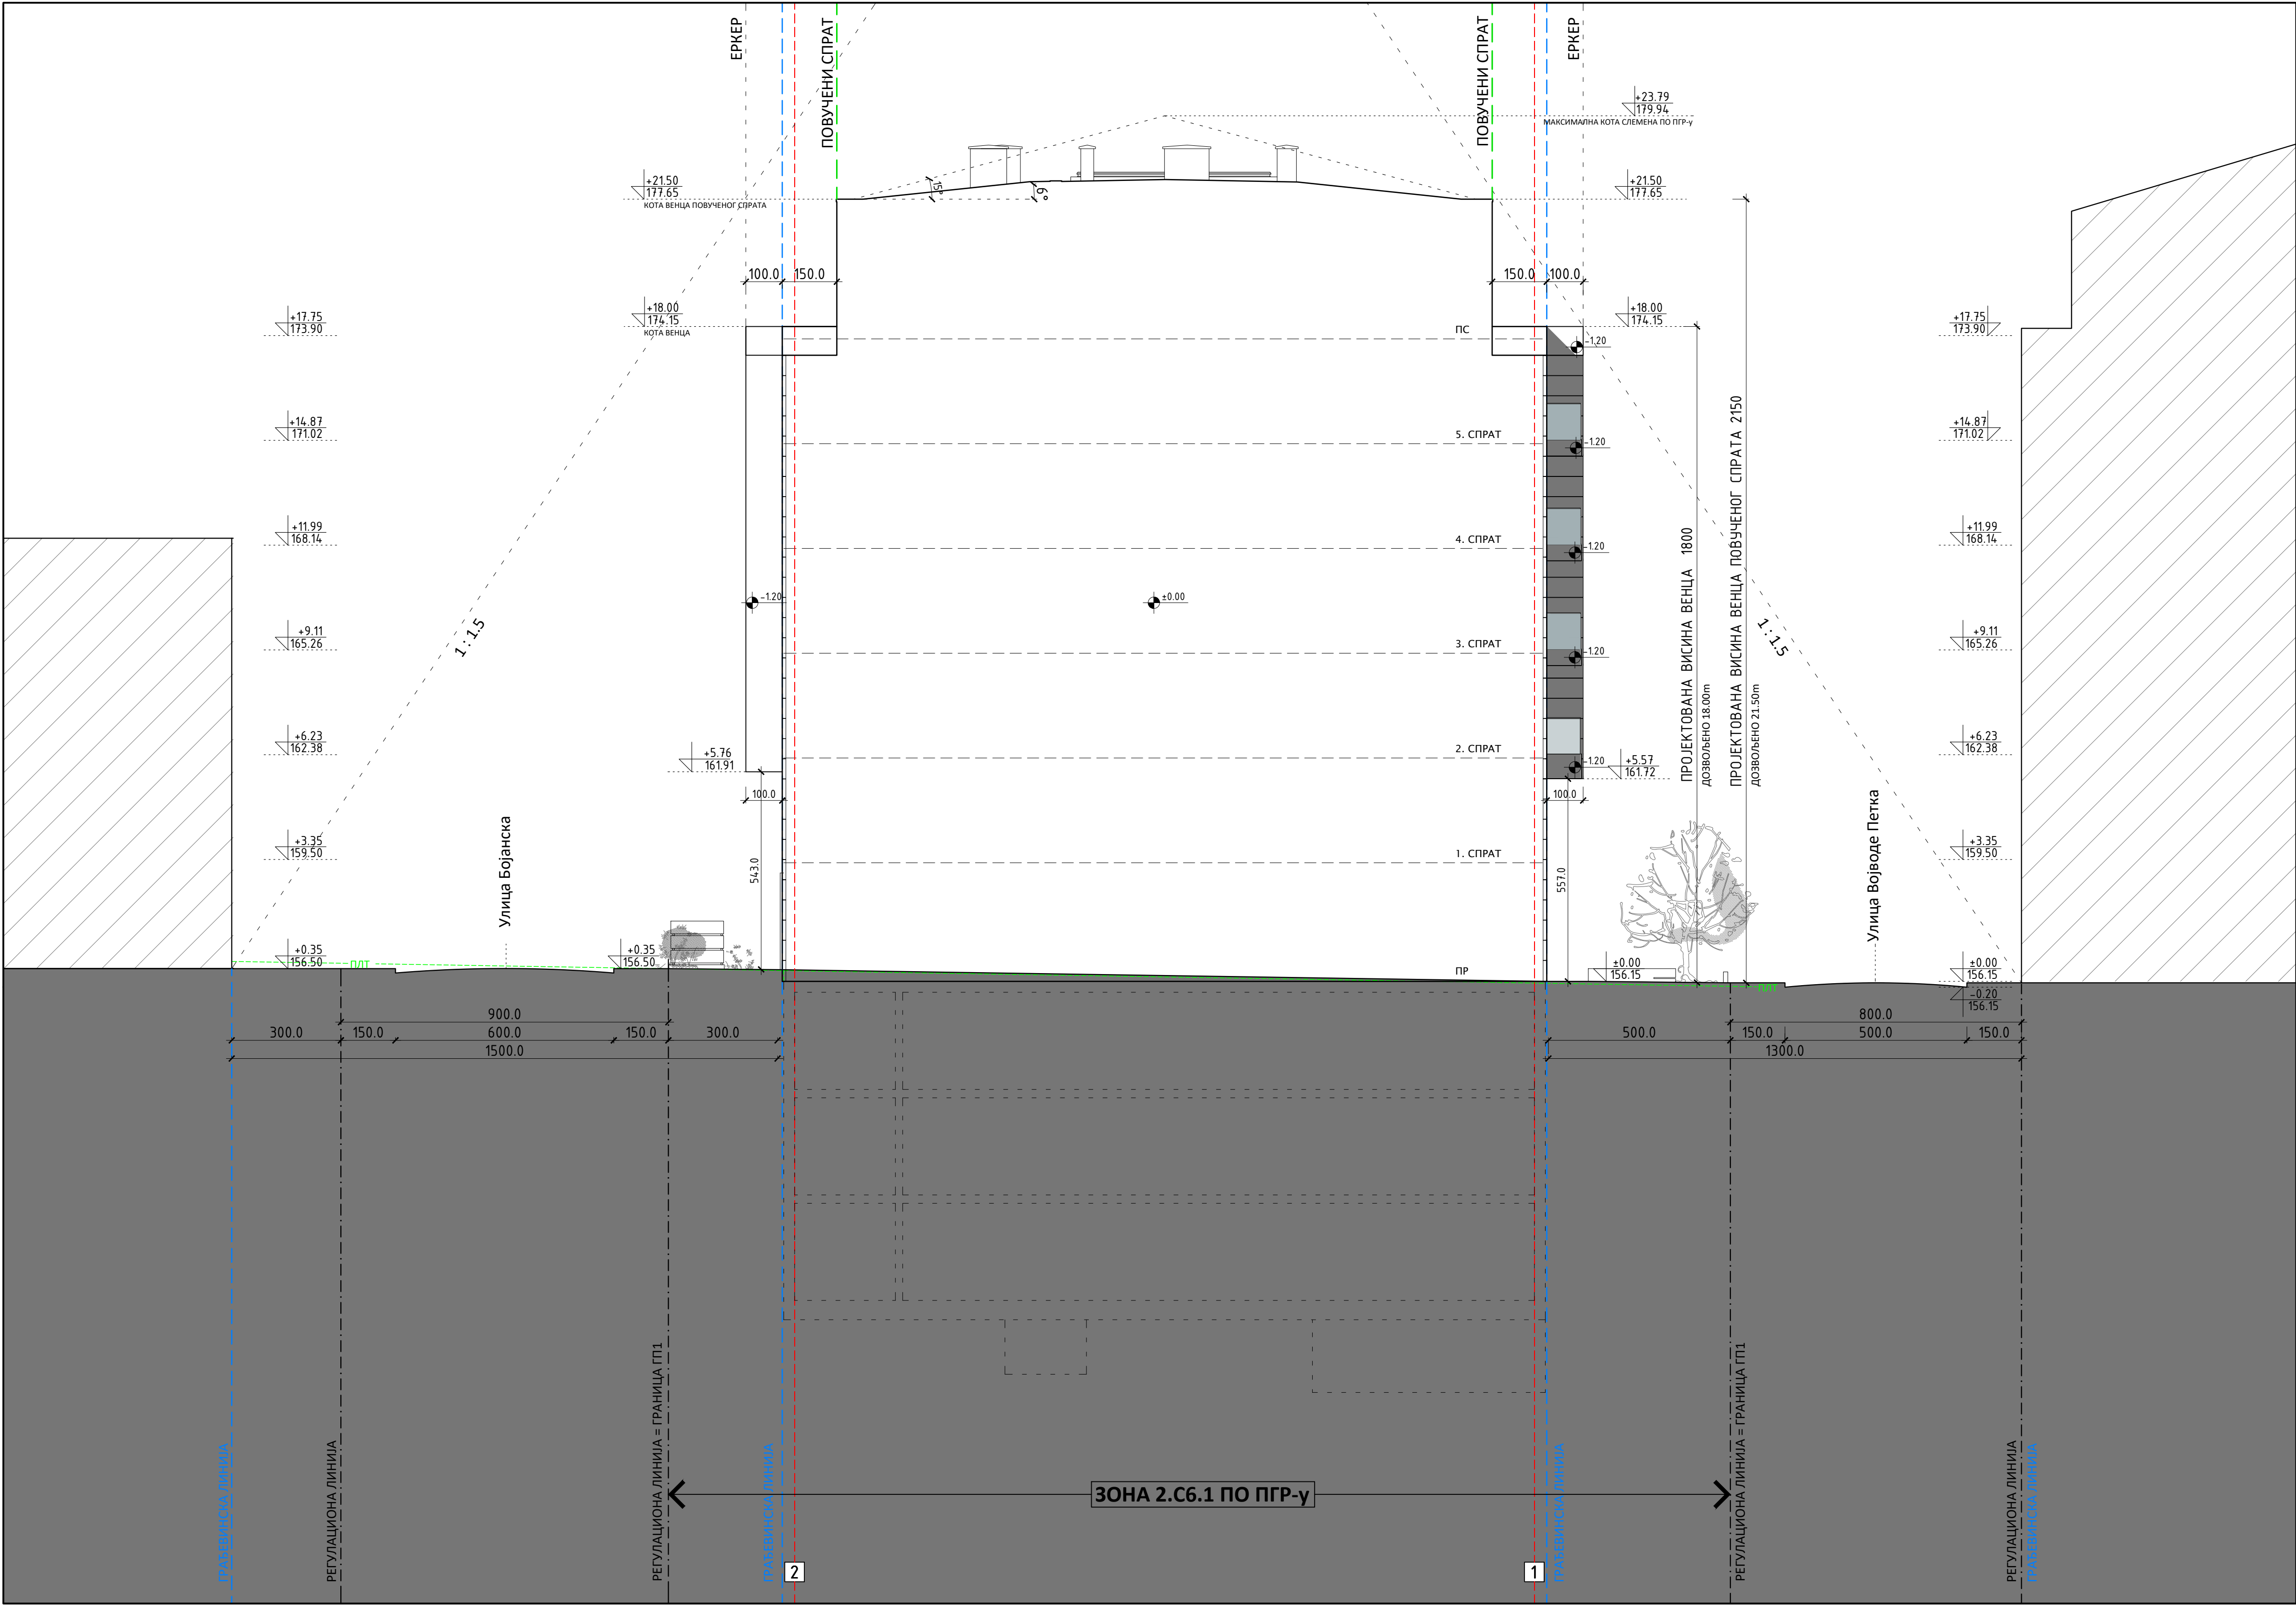 ЕРКЕР
ПОВУЧЕНИ СПРАТ
ПОВУЧЕНИ СПРАТ
ЕРКЕР
+23.79
179.94
МАКСИМАЛНА КОТА СЛЕМЕНА ПО ПГР-у
+21.50
177.65
КОТА ВЕНЦА ПОВУЧЕНОГ СПРАТА
15°
6°
+21.50
177.65
100.0
150.0
150.0
100.0
+17.75
173.90
+18.00
174.15
КОТА ВЕНЦА
ПС
-1.20
+18.00
174.15
+17.75
173.90
+14.87
171.02
5. СПРАТ
-1.20
+14.87
171.02
+11.99
168.14
4. СПРАТ
-1.20
+11.99
168.14
-1.20
±0.00
+9.11
165.26
1 : 1.5
3. СПРАТ
-1.20
1 : 1.5
+9.11
165.26
ПРОЈЕКТОВАНА ВИСИНА ВЕНЦА 1800
ДОЗВОЉЕНО 18.00m
ПРОЈЕКТОВАНА ВИСИНА ВЕНЦА ПОВУЧЕНОГ СПРАТА 2150
ДОЗВОЉЕНО 21.50m
+6.23
162.38
+5.76
161.91
2. СПРАТ
-1.20
+5.57
161.72
+6.23
162.38
100.0
100.0
+3.35
159.50
Улица Бојанска
543.0
1. СПРАТ
557.0
Улица Војводе Петка
+3.35
159.50
+0.35
156.50
ПЛТ
+0.35
156.50
ПР
±0.00
156.15
ПЛТ
±0.00
156.15
-0.20
156.15
900.0
800.0
300.0
150.0
600.0
150.0
300.0
500.0
150.0
500.0
150.0
1500.0
1300.0
ГРАЂЕВИНСКА ЛИНИЈА
РЕГУЛАЦИОНА ЛИНИЈА
РЕГУЛАЦИОНА ЛИНИЈА = ГРАНИЦА ГП1
ГРАЂЕВИНСКА ЛИНИЈА
ЗОНА 2.С6.1 ПО ПГР-у
ГРАЂЕВИНСКА ЛИНИЈА
РЕГУЛАЦИОНА ЛИНИЈА = ГРАНИЦА ГП1
РЕГУЛАЦИОНА ЛИНИЈА
ГРАЂЕВИНСКА ЛИНИЈА
2
1